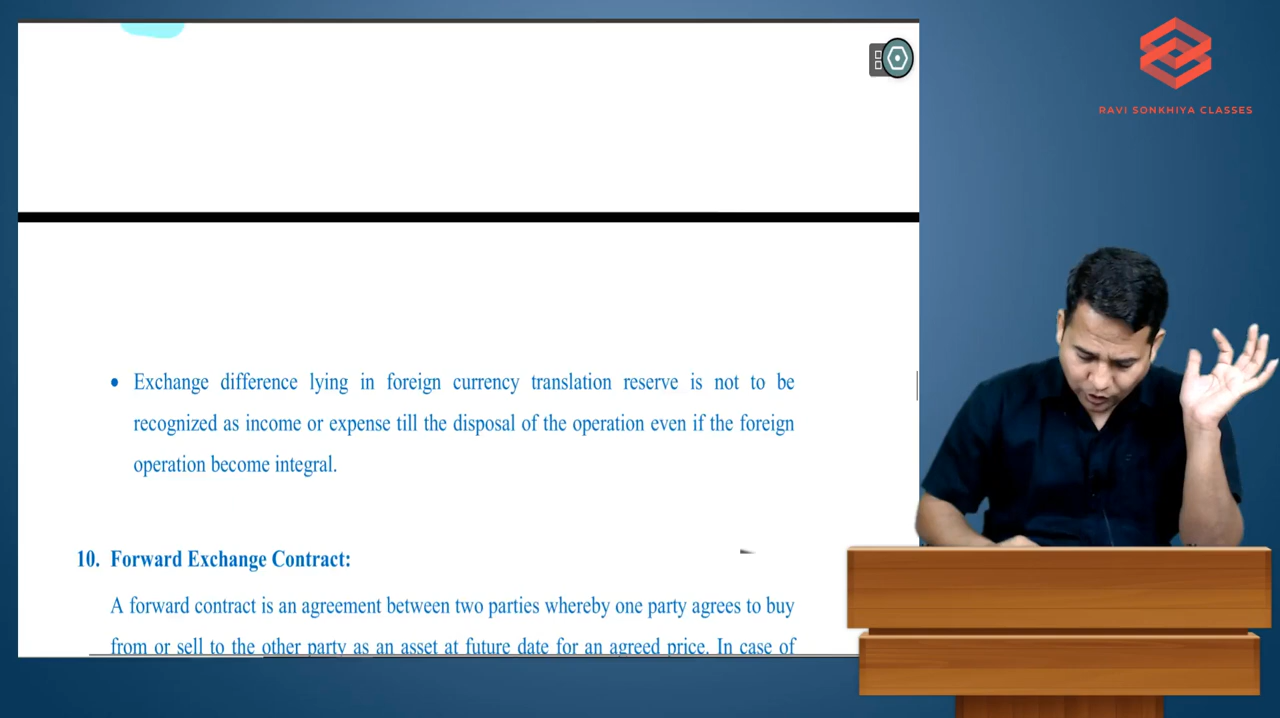 RAVI SONKHIYA CLASSES
• Exchange difference lying in foreign currency translation reserve is not to be
recognized as income or expense till the disposal of the operation even if the foreign
operation become integral.
10. Forward Exchange Contract:
A forward contract is an agreement between two parties whereby one party agrees to buy
from or sell to the other party as an asset at future date for an agreed price. In case of